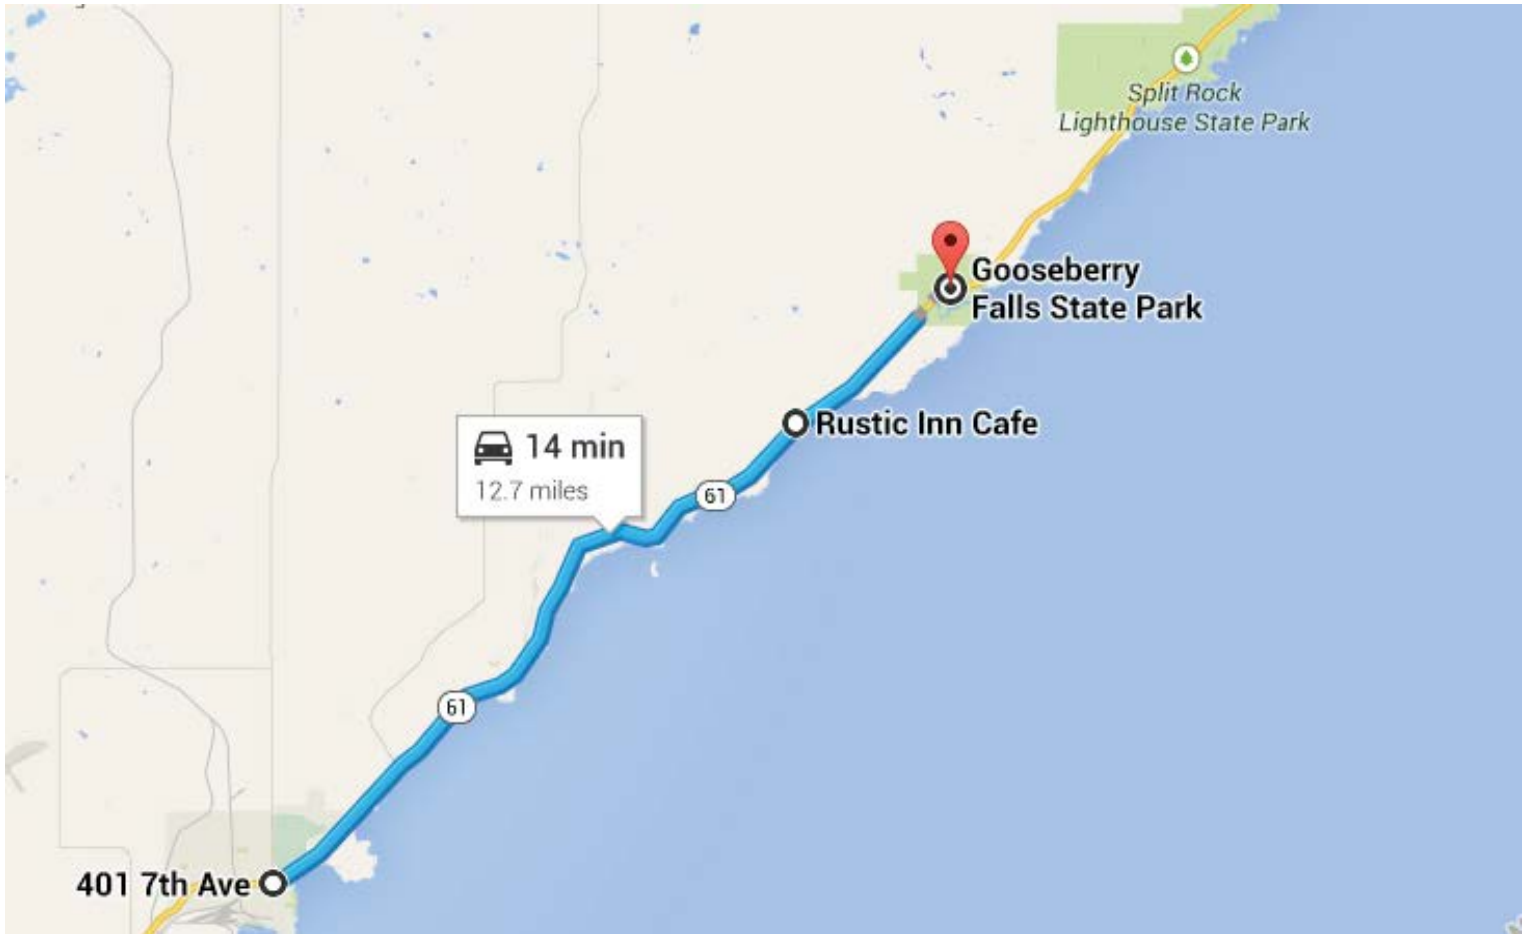 Split Rock
Lighthouse State Park
Gooseberry
Falls State Park
Rustic Inn Cafe
14 min
12.7 miles
61
61
401 7th Ave